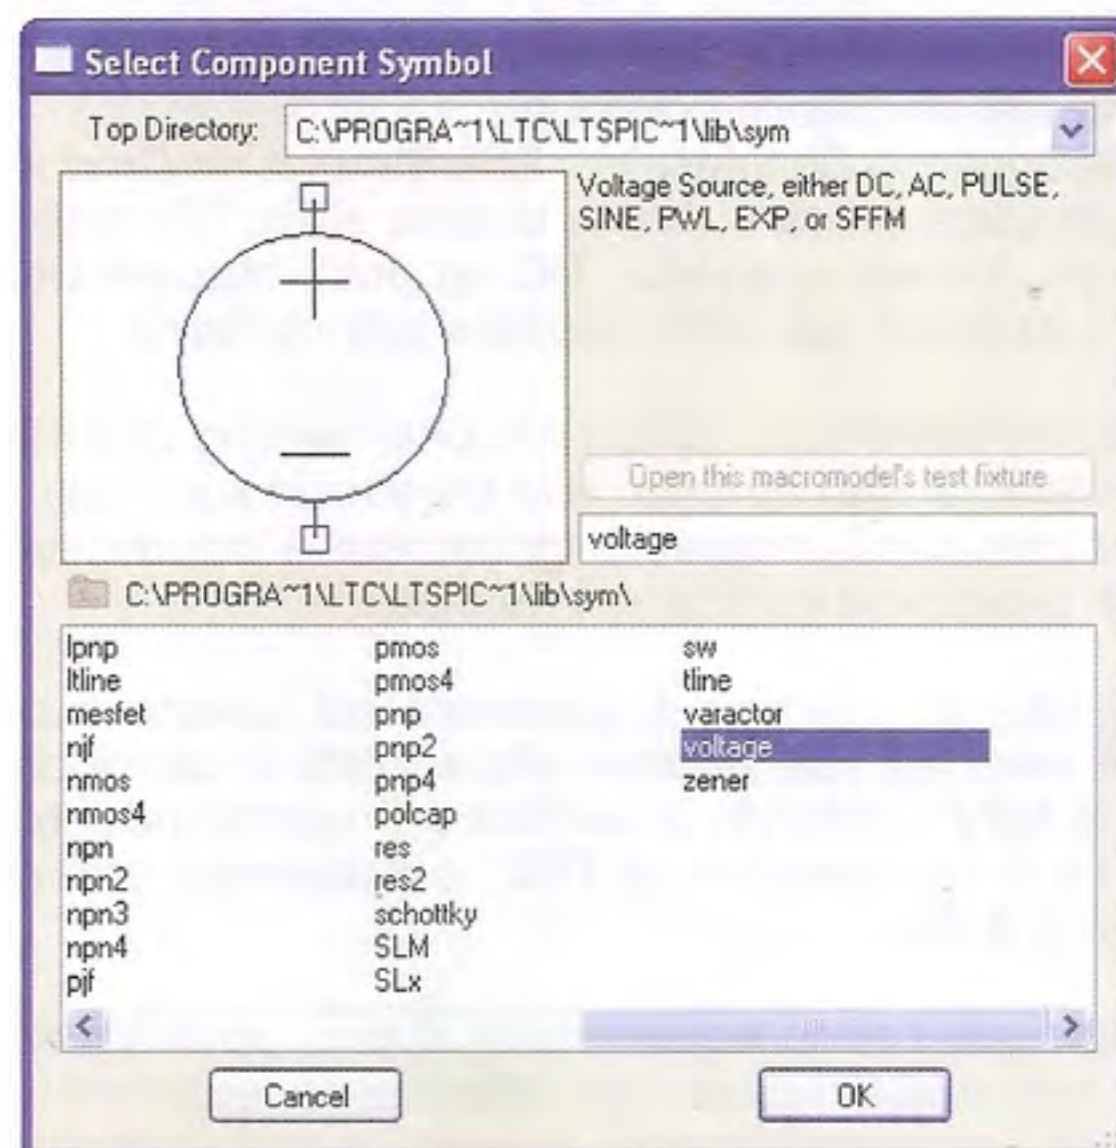 Select Component Symbol
Top Directory: C:\PROGRA~1\LTC\LTSPIC~1\lib\sym
Voltage Source, either DC, AC, PULSE,
SINE, PWL, EXP, or SFFM
Open this macromodel's test fixture
voltage
C:\PROGRA~1\LTC\LTSPIC~1\lib\sym\
lpnp pmos sw
ltline pmos4 tline
mesfet pnp varactor
njf pnp2 voltage
nmos pnp4 zener
nmos4 polcap
npn res
npn2 res2
npn3 schottky
npn4 SLM
pjf SLx
Cancel OK